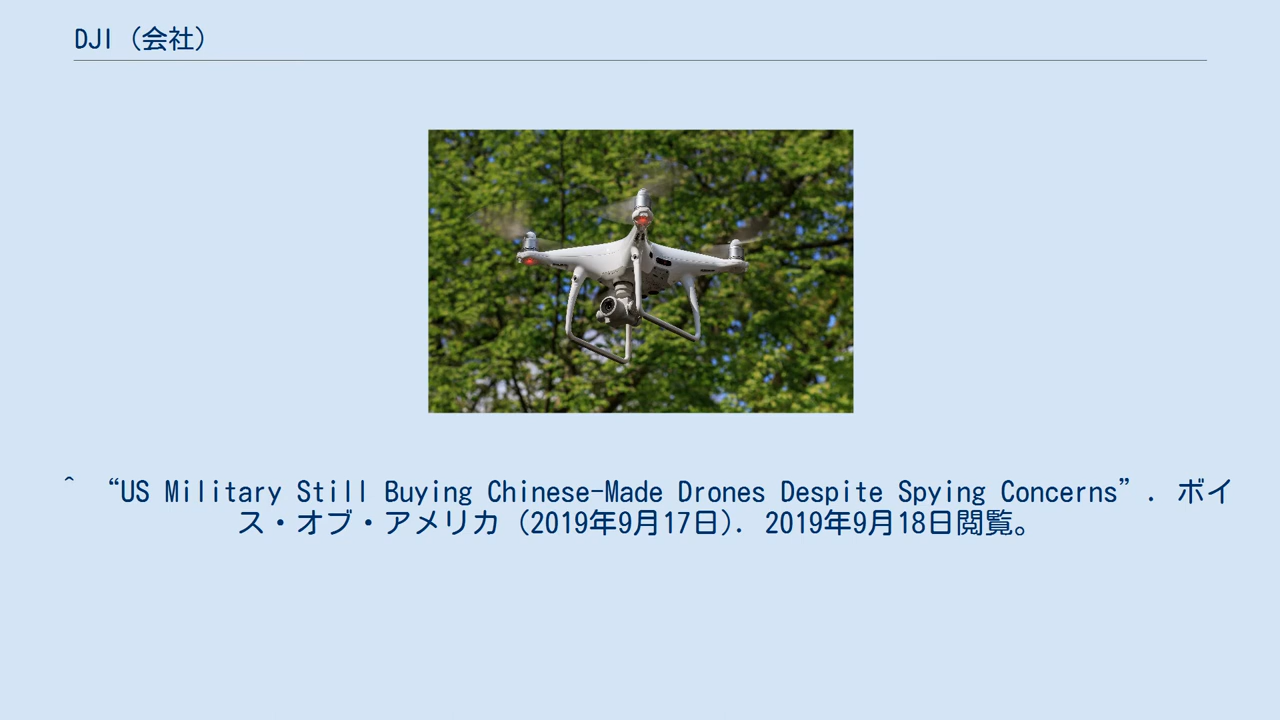 DJI (会社)
^ “US Military Still Buying Chinese-Made Drones Despite Spying Concerns”. ボイ
ス・オブ・アメリカ (2019年9月17日). 2019年9月18日閲覧。